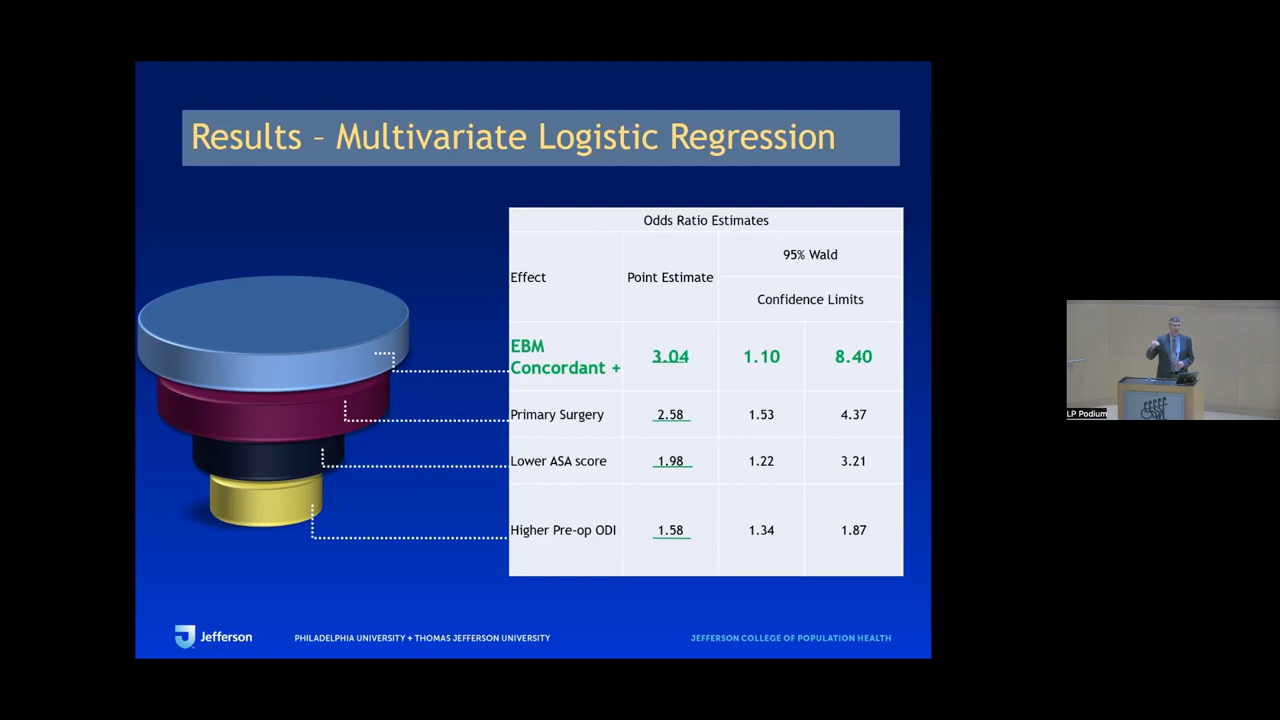 Results – Multivariate Logistic Regression
Odds Ratio Estimates
Effect
Point Estimate
95% Wald
Confidence Limits
EBM
Concordant +
3.04
1.10
8.40
Primary Surgery
2.58
1.53
4.37
Lower ASA score
1.98
1.22
3.21
Higher Pre-op ODI
1.58
1.34
1.87
Jefferson
PHILADELPHIA UNIVERSITY + THOMAS JEFFERSON UNIVERSITY
JEFFERSON COLLEGE OF POPULATION HEALTH
LP Podium